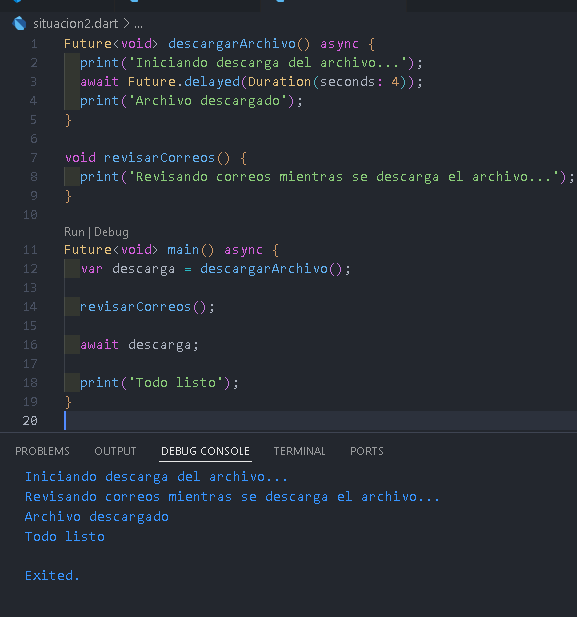 situacion2.dart > ...
1 Future<void> descargarArchivo() async {
2 print('Iniciando descarga del archivo...');
3 await Future.delayed(Duration(seconds: 4));
4 print('Archivo descargado');
5 }
6
7 void revisarCorreos() {
8 print('Revisando correos mientras se descarga el archivo...');
9 }
10
Run | Debug
11 Future<void> main() async {
12 var descarga = descargarArchivo();
13
14 revisarCorreos();
15
16 await descarga;
17
18 print('Todo listo');
19 }
20
PROBLEMS OUTPUT DEBUG CONSOLE TERMINAL PORTS
Iniciando descarga del archivo...
Revisando correos mientras se descarga el archivo...
Archivo descargado
Todo listo
Exited.